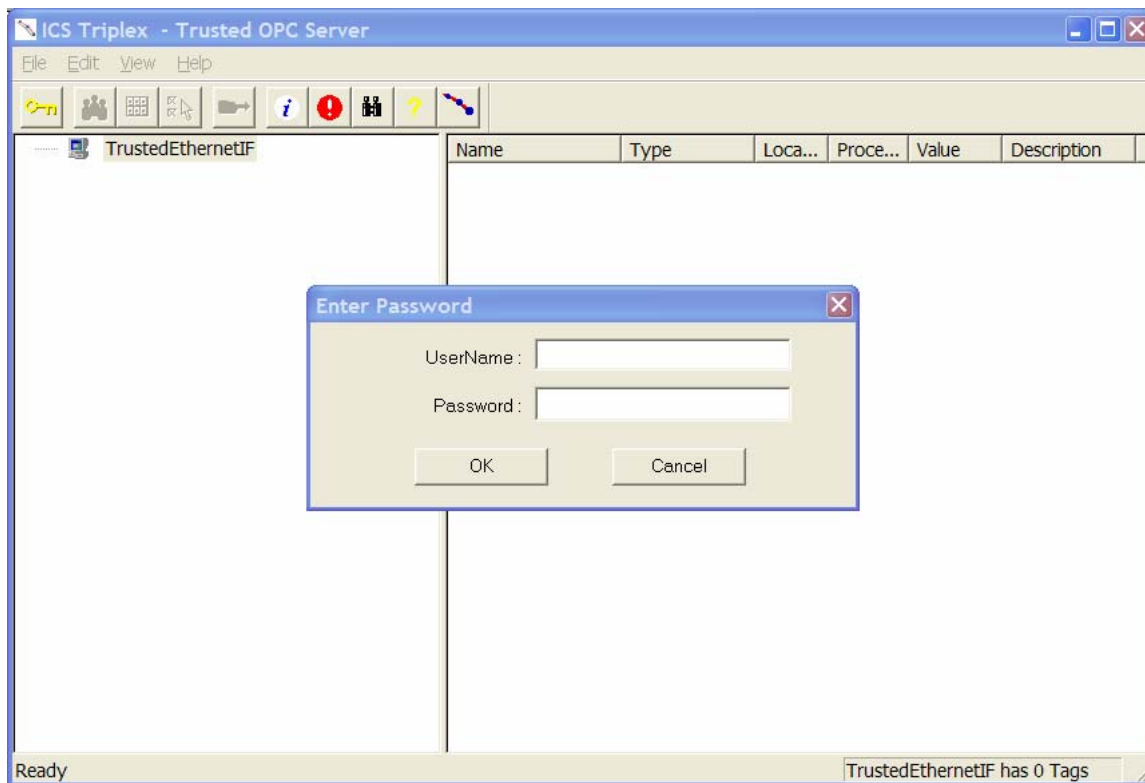 ICS Triplex - Trusted OPC Server
File Edit View Help
TrustedEthernetIF
Name Type Loca... Proce... Value Description
Enter Password
UserName :
Password :
OK Cancel
Ready TrustedEthernetIF has 0 Tags